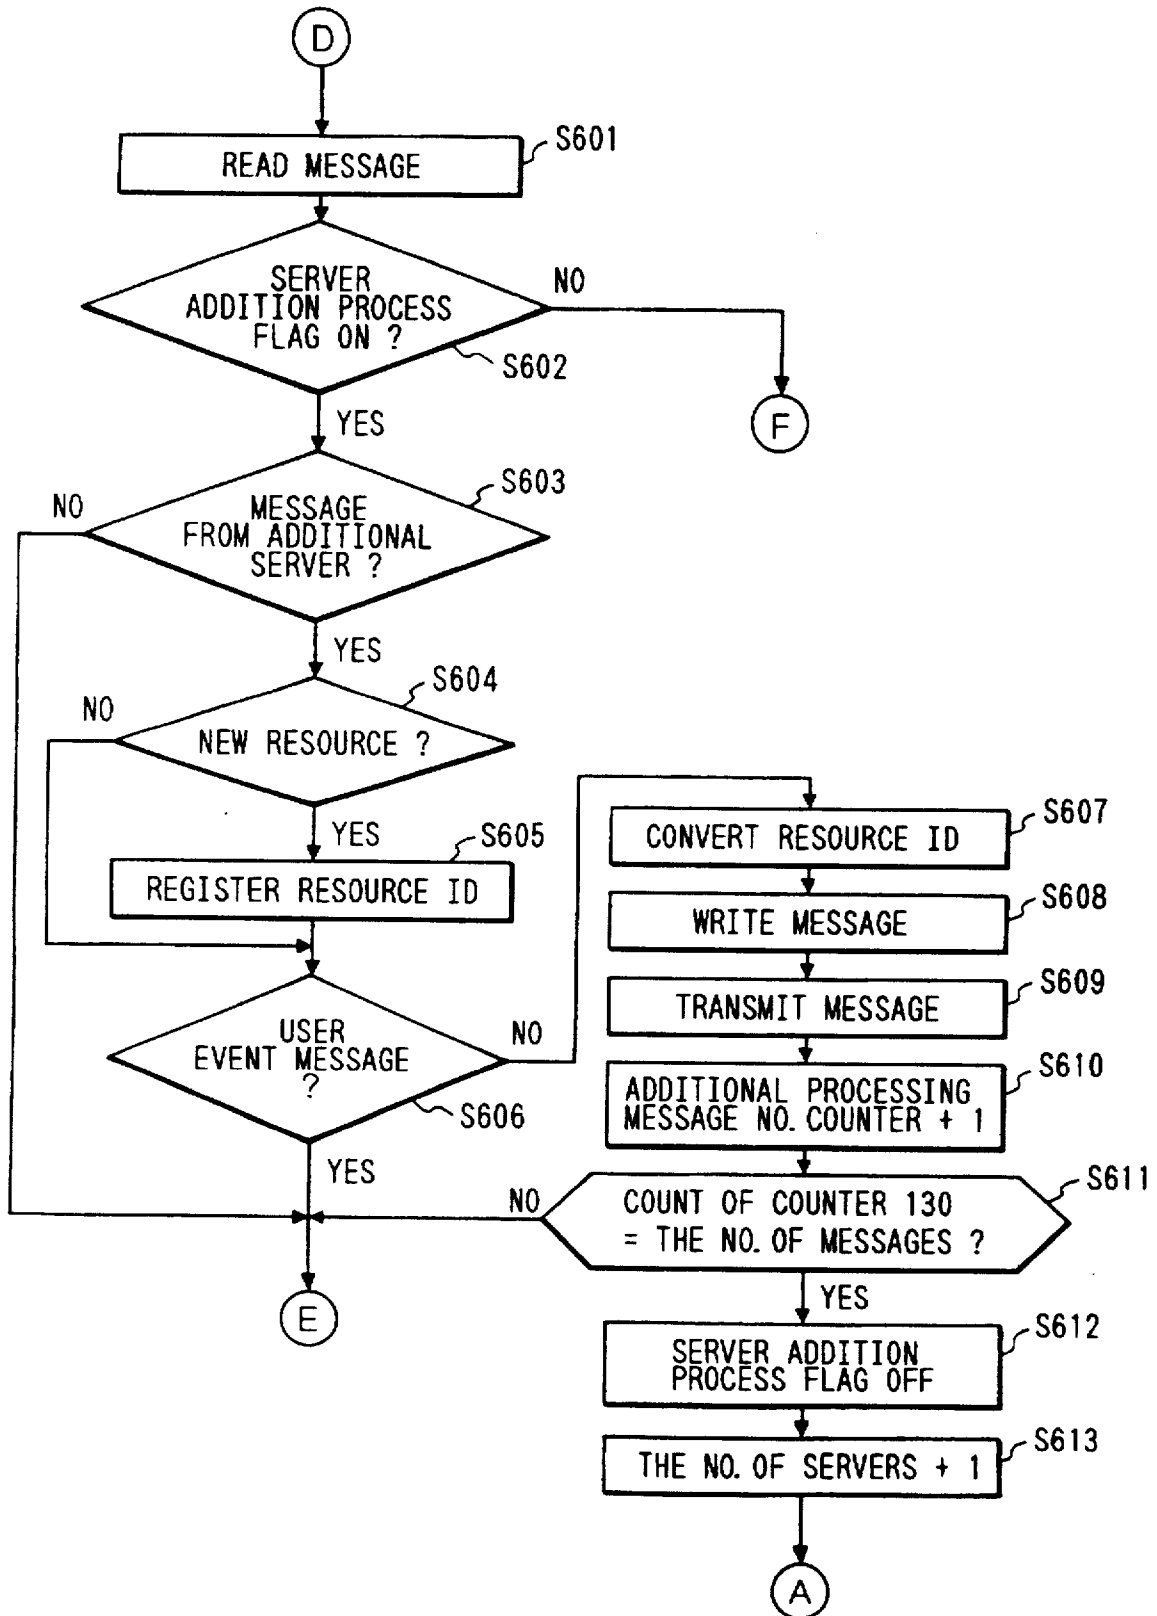 D
READ MESSAGE
S601
SERVER
ADDITION PROCESS
FLAG ON ?
NO
S602
F
YES
MESSAGE
FROM ADDITIONAL
SERVER ?
S603
NO
YES
NEW RESOURCE ?
S604
NO
YES
REGISTER RESOURCE ID
S605
USER
EVENT MESSAGE
?
NO
S606
YES
E
CONVERT RESOURCE ID
S607
WRITE MESSAGE
S608
TRANSMIT MESSAGE
S609
ADDITIONAL PROCESSING
MESSAGE NO. COUNTER + 1
S610
COUNT OF COUNTER 130
= THE NO. OF MESSAGES ?
S611
NO
YES
SERVER ADDITION
PROCESS FLAG OFF
S612
THE NO. OF SERVERS + 1
S613
A